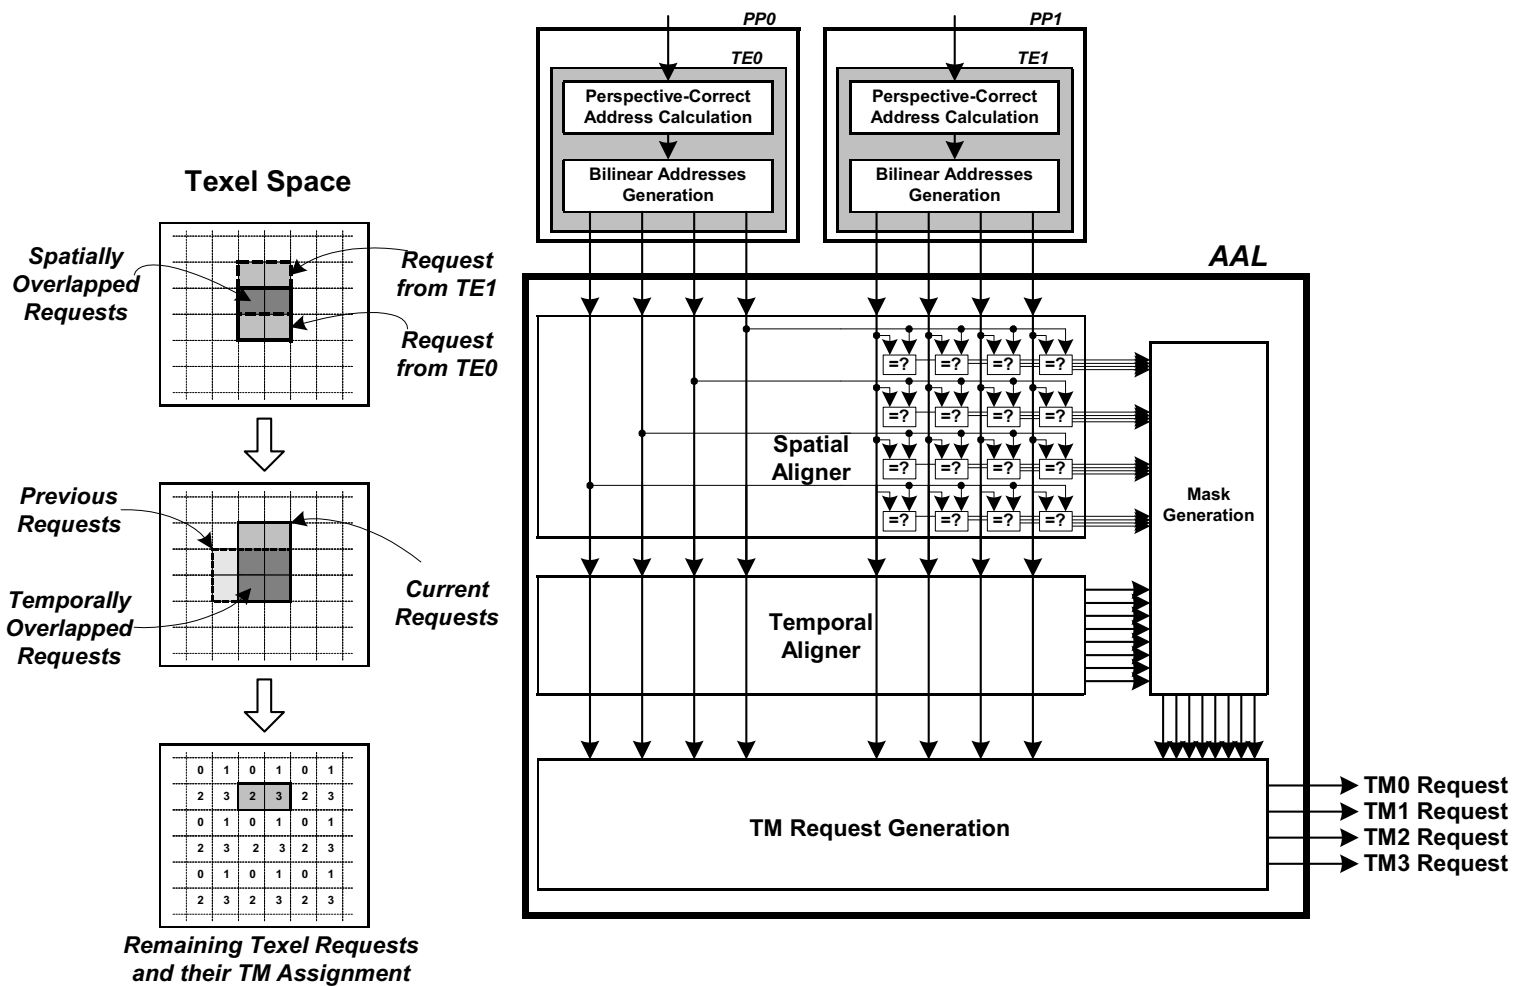 Texel Space
Spatially
Overlapped
Requests
Request
from TE1
Request
from TE0
Previous
Requests
Temporally
Overlapped
Requests
Current
Requests
0 1 0 1 0 1
2 3 2 3 2 3
0 1 0 1 0 1
2 3 2 3 2 3
0 1 0 1 0 1
2 3 2 3 2 3
Remaining Texel Requests
and their TM Assignment
PP0
TE0
Perspective-Correct
Address Calculation
Bilinear Addresses
Generation
PP1
TE1
Perspective-Correct
Address Calculation
Bilinear Addresses
Generation
AAL
=? =? =? =?
=? =? =? =?
=? =? =? =?
=? =? =? =?
Spatial
Aligner
Mask
Generation
Temporal
Aligner
TM Request Generation
TM0 Request
TM1 Request
TM2 Request
TM3 Request